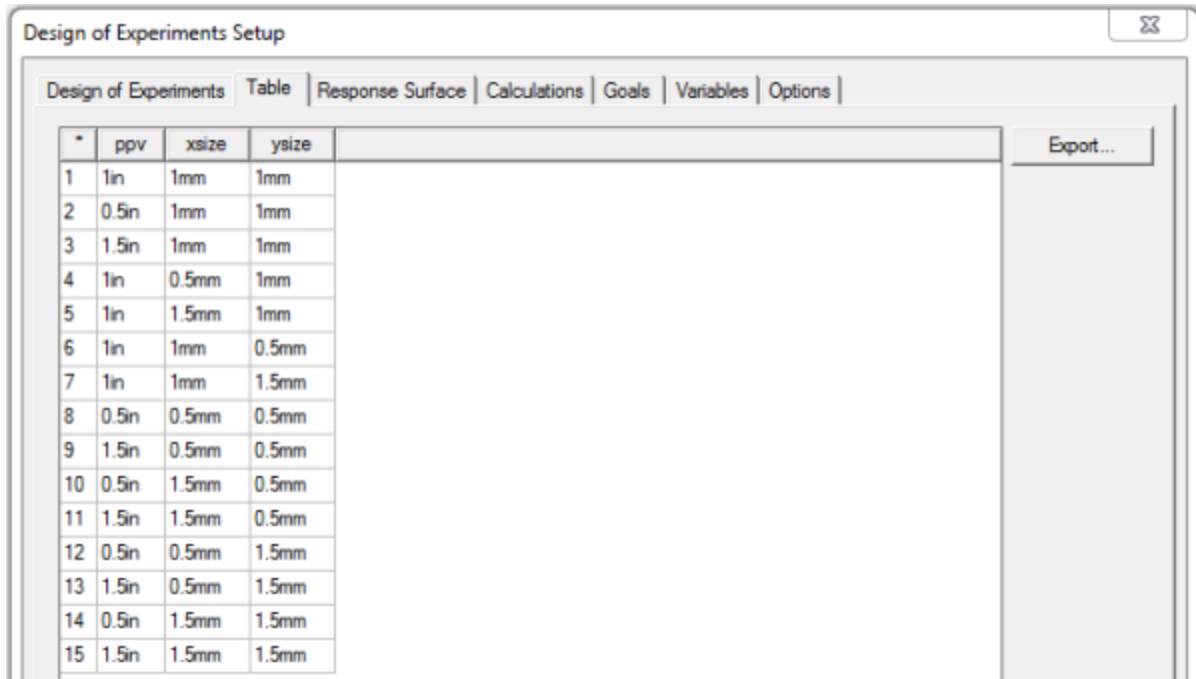 Design of Experiments Setup
Design of Experiments Table Response Surface Calculations Goals Variables Options
* ppv xsize ysize Export...
1 1in 1mm 1mm
2 0.5in 1mm 1mm
3 1.5in 1mm 1mm
4 1in 0.5mm 1mm
5 1in 1.5mm 1mm
6 1in 1mm 0.5mm
7 1in 1mm 1.5mm
8 0.5in 0.5mm 0.5mm
9 1.5in 0.5mm 0.5mm
10 0.5in 1.5mm 0.5mm
11 1.5in 1.5mm 0.5mm
12 0.5in 0.5mm 1.5mm
13 1.5in 0.5mm 1.5mm
14 0.5in 1.5mm 1.5mm
15 1.5in 1.5mm 1.5mm